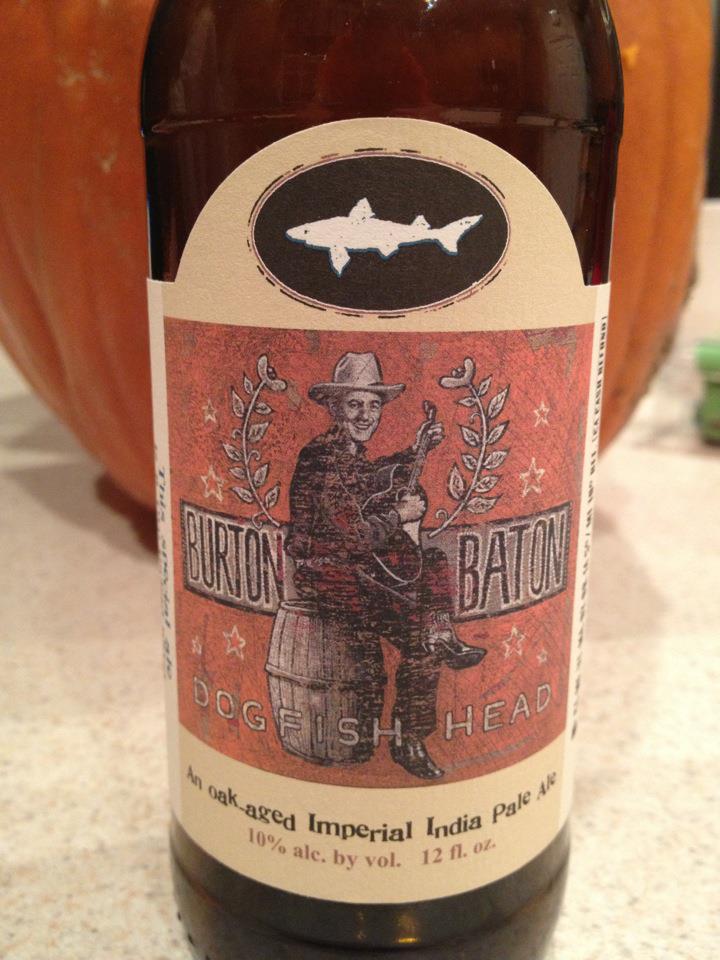 BURTON BATON
DOGFISH HEAD
An oak-aged Imperial India Pale Ale
10% alc. by vol. 12 fl. oz.